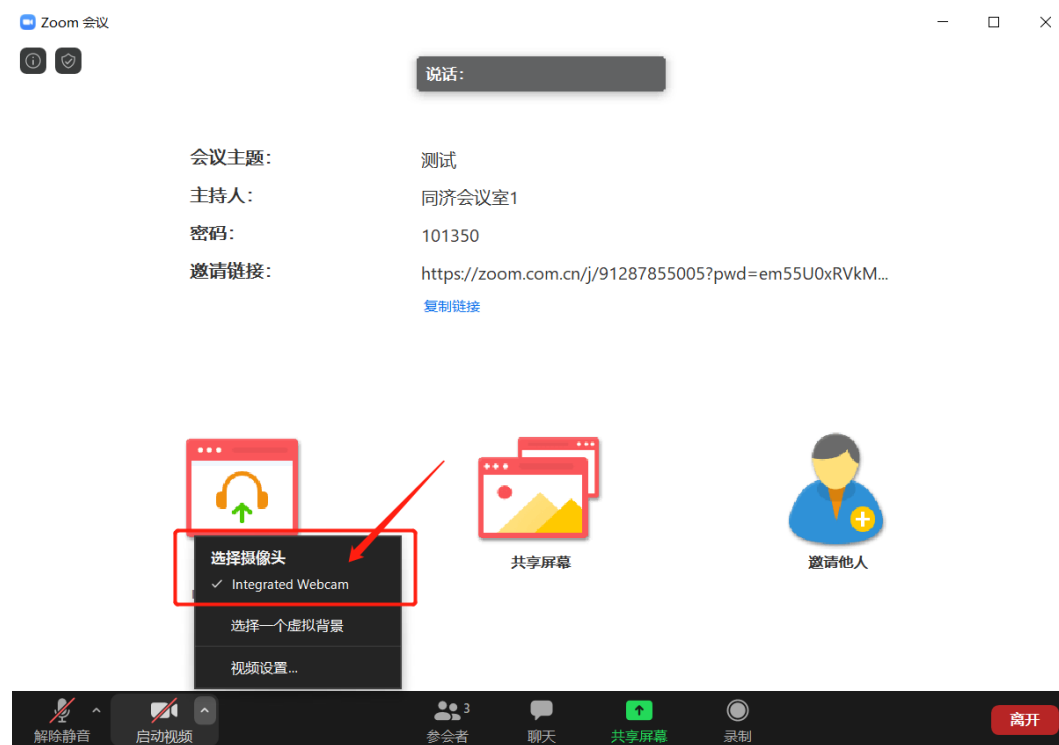 Zoom 会议
说话：
会议主题：
测试
主持人：
同济会议室1
密码：
101350
邀请链接：
https://zoom.com.cn/j/91287855005?pwd=em55U0xRVkM...
复制链接
选择摄像头
Integrated Webcam
选择一个虚拟背景
视频设置...
共享屏幕
邀请他人
解除静音
启动视频
3
参会者
聊天
共享屏幕
录制
离开